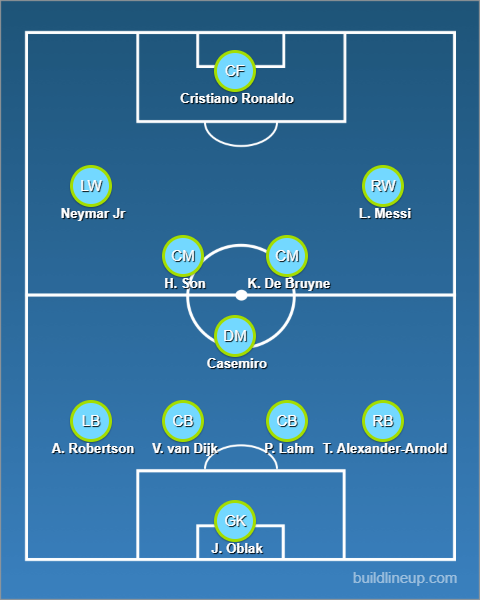 CF
Cristiano Ronaldo
LW
RW
Neymar Jr
L. Messi
CM
CM
H. Son
K. De Bruyne
DM
Casemiro
LB
CB
CB
RB
A. Robertson
V. van Dijk
P. Lahm
T. Alexander-Arnold
GK
J. Oblak
buildlineup.com